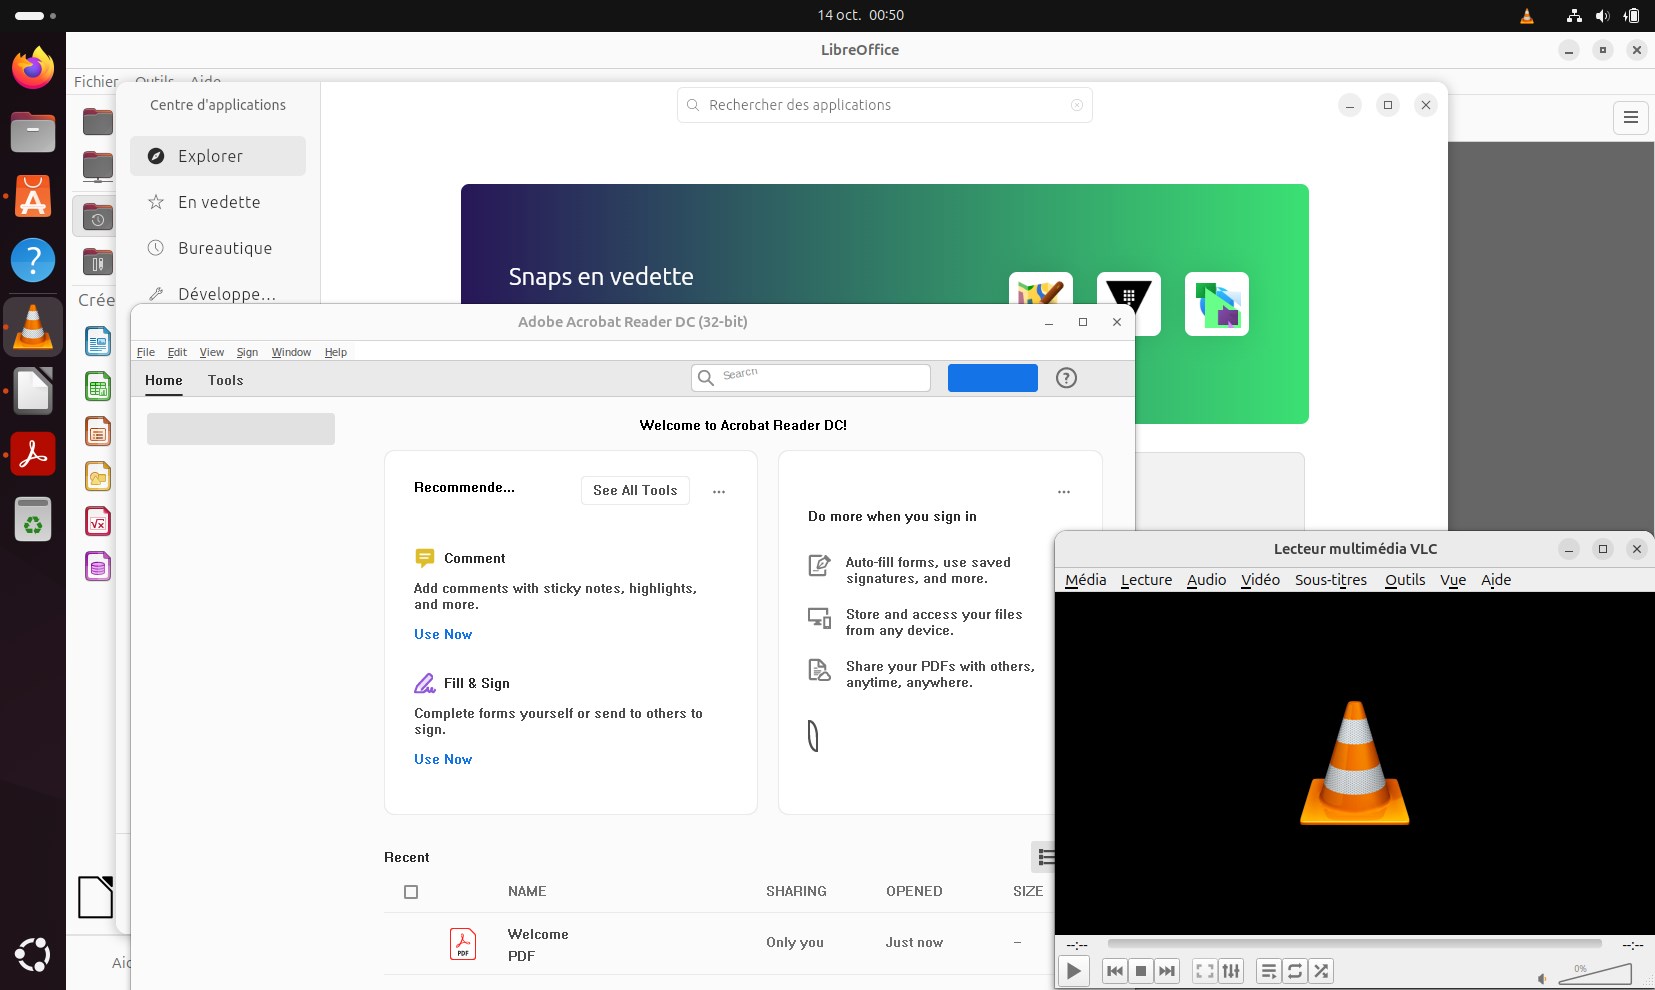 14 oct.  00:50
LibreOffice
Fichier Outils Aide
Centre d'applications
Rechercher des applications
Explorer
En vedette
Bureautique
Développe...
Snaps en vedette
Crée
Adobe Acrobat Reader DC (32-bit)
File Edit View Sign Window Help
Home Tools
Search
Welcome to Acrobat Reader DC!
Recommende...
See All Tools
Comment
Add comments with sticky notes, highlights,
and more.
Use Now
Fill & Sign
Complete forms yourself or send to others to
sign.
Use Now
Do more when you sign in
Auto-fill forms, use saved
signatures, and more.
Store and access your files
from any device.
Share your PDFs with others,
anytime, anywhere.
Recent
NAME SHARING OPENED SIZE
PDF
Welcome
PDF
Only you Just now –
Lecteur multimédia VLC
Média Lecture Audio Vidéo Sous-titres Outils Vue Aide
--:-- --:--
0%